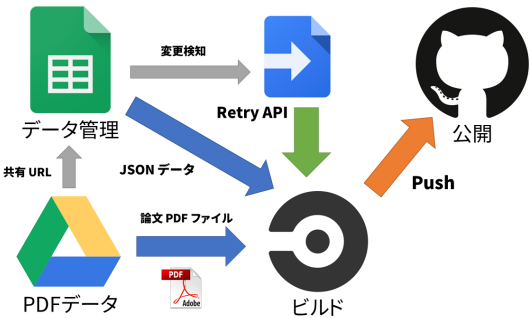 変更検知
Retry API
データ管理
公開
共有 URL
JSON データ
Push
論文 PDF ファイル
PDF
Adobe
PDFデータ
ビルド